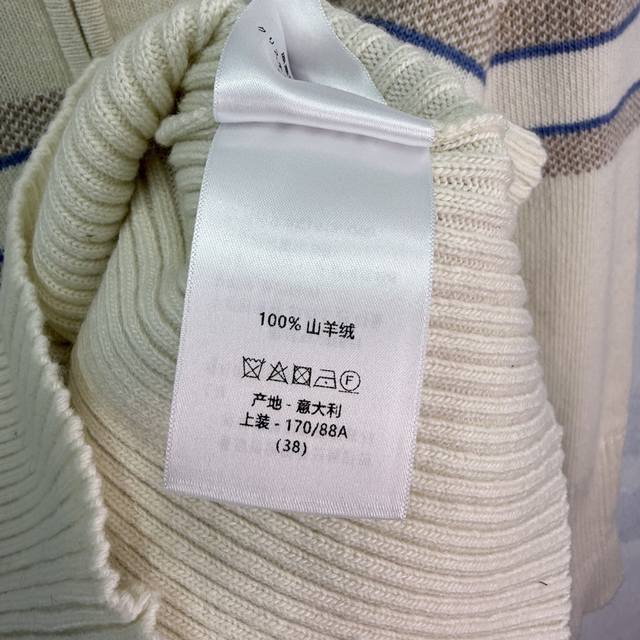 100% 山羊绒
F
产地 - 意大利
上装 - 170/88A
(38)